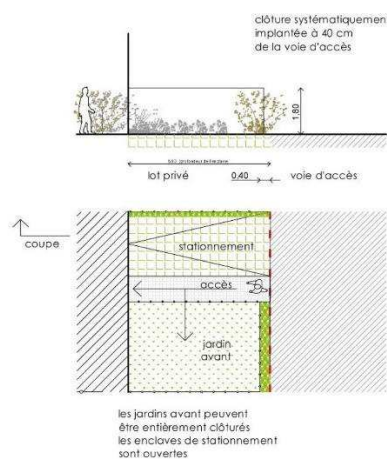 clôture systématiquement
implantée à 40 cm
de la voie d'accès
1.80
lot privé
0.40
voie d'accès
coupe
stationnement
accès
jardin
avant
les jardins avant peuvent
être entièrement clôturés
les enclaves de stationnement
sont ouvertes